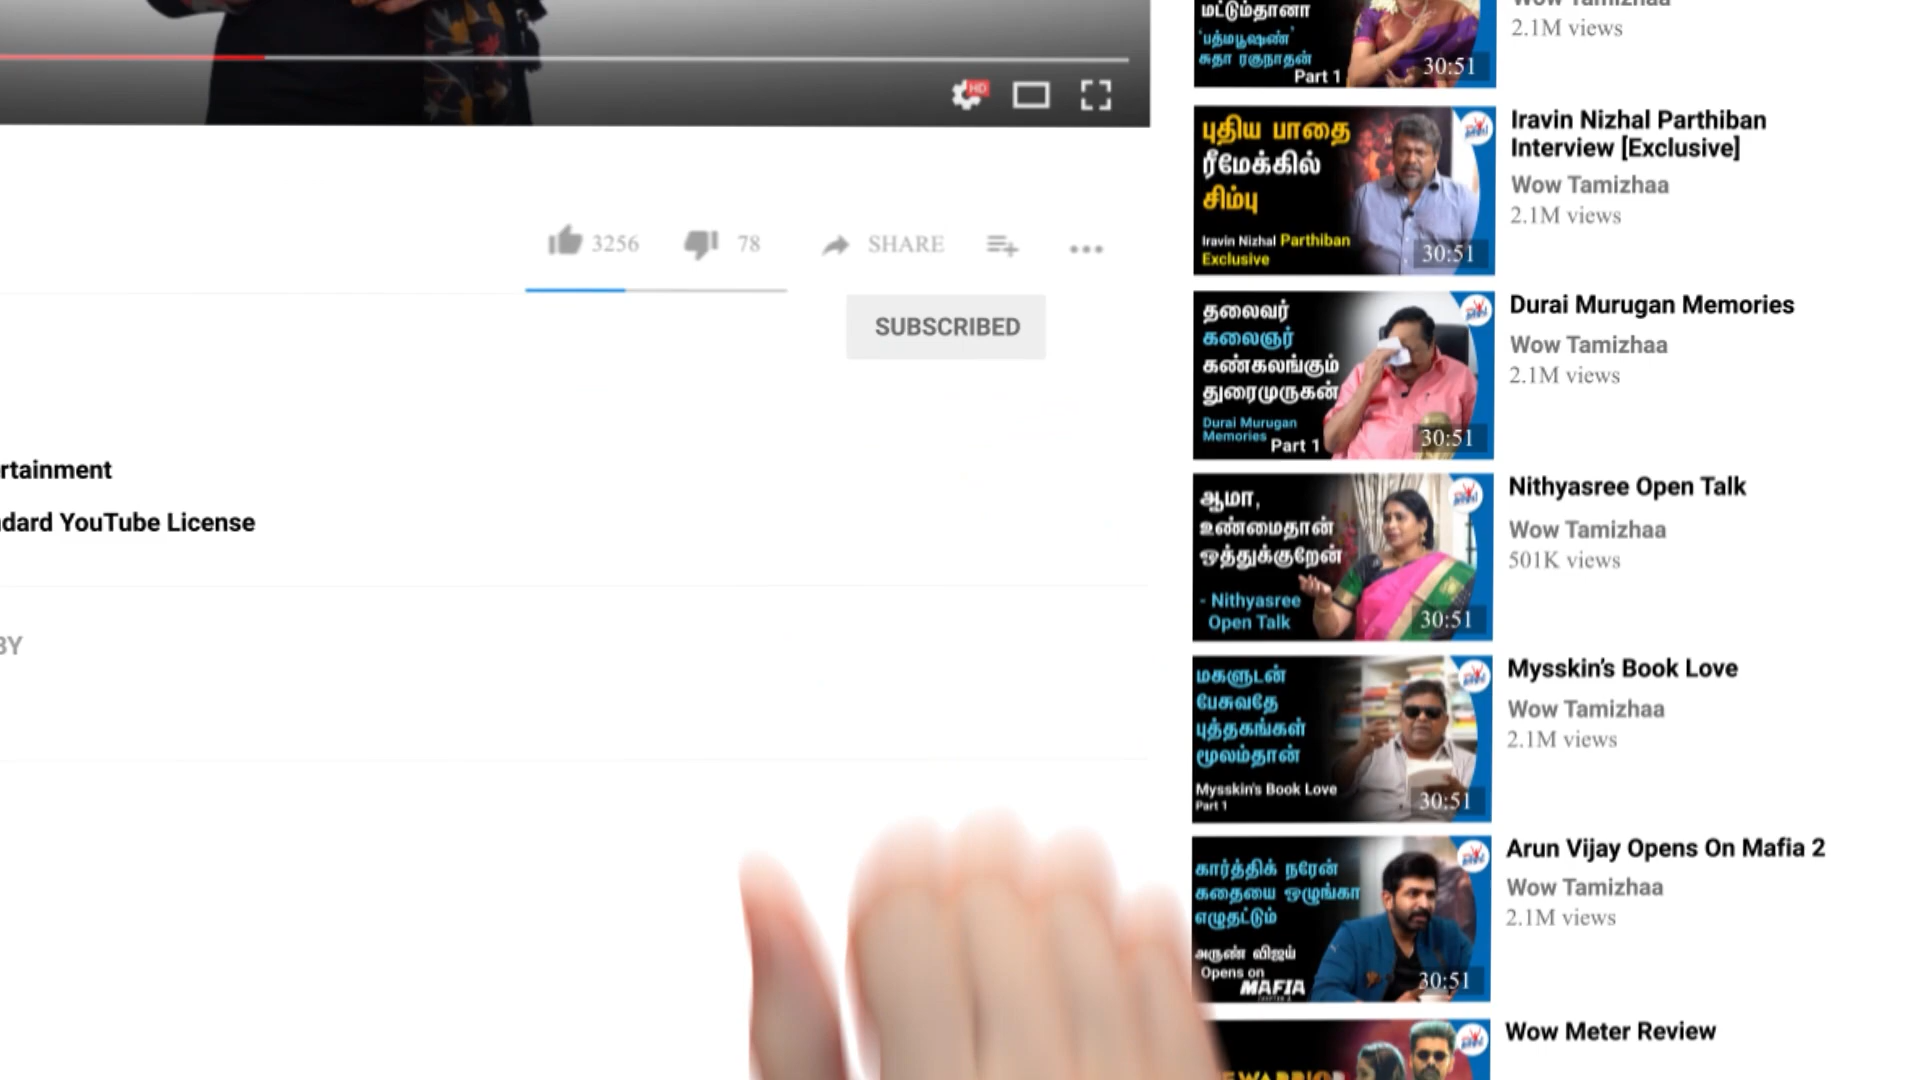 HD
3256
78
SHARE
SUBSCRIBED
rtainment
dard YouTube License
BY
மட்டும்தானா
'பத்மபூஷண்'
சுதா ரகுநாதன்
Part 1
30:51
2.1M views
புதிய பாதை
ரீமேக்கில்
சிம்பு
Iravin Nizhal Parthiban
Exclusive
30:51
Iravin Nizhal Parthiban
Interview [Exclusive]
Wow Tamizhaa
2.1M views
தலைவர்
கலைஞர்
கண்கலங்கும்
துரைமுருகன்
Durai Murugan
Memories Part 1
30:51
Durai Murugan Memories
Wow Tamizhaa
2.1M views
ஆமா,
உண்மைதான்
ஒத்துக்குறேன்
- Nithyasree
Open Talk
30:51
Nithyasree Open Talk
Wow Tamizhaa
501K views
மகளுடன்
பேசுவதே
புத்தகங்கள்
மூலம்தான்
Mysskin's Book Love
Part 1
30:51
Mysskin's Book Love
Wow Tamizhaa
2.1M views
கார்த்திக் நரேன்
கதையை ஒழுங்கா
எழுதட்டும்
அருண் விஜய்
Opens on
MAFIA
30:51
Arun Vijay Opens On Mafia 2
Wow Tamizhaa
2.1M views
Wow Meter Review